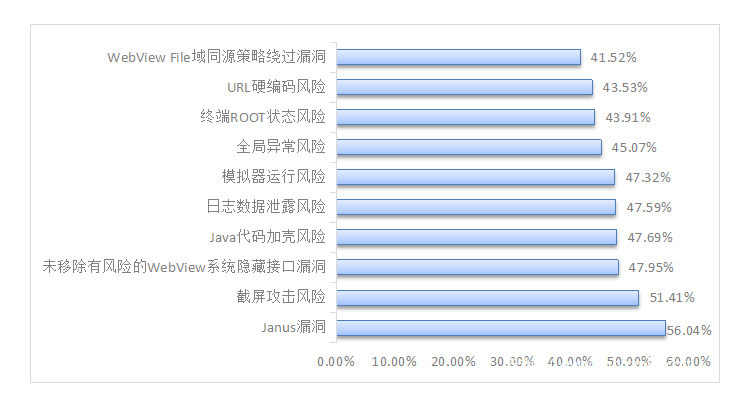 WebView File域同源策略绕过漏洞 41.52%
URL硬编码风险 43.53%
终端ROOT状态风险 43.91%
全局异常风险 45.07%
模拟器运行风险 47.32%
日志数据泄露风险 47.59%
Java代码加壳风险 47.69%
未移除有风险的WebView系统隐藏接口漏洞 47.95%
截屏攻击风险 51.41%
Janus漏洞 56.04%
0.00% 10.00% 20.00% 30.00% 40.00% 50.00% 60.00%